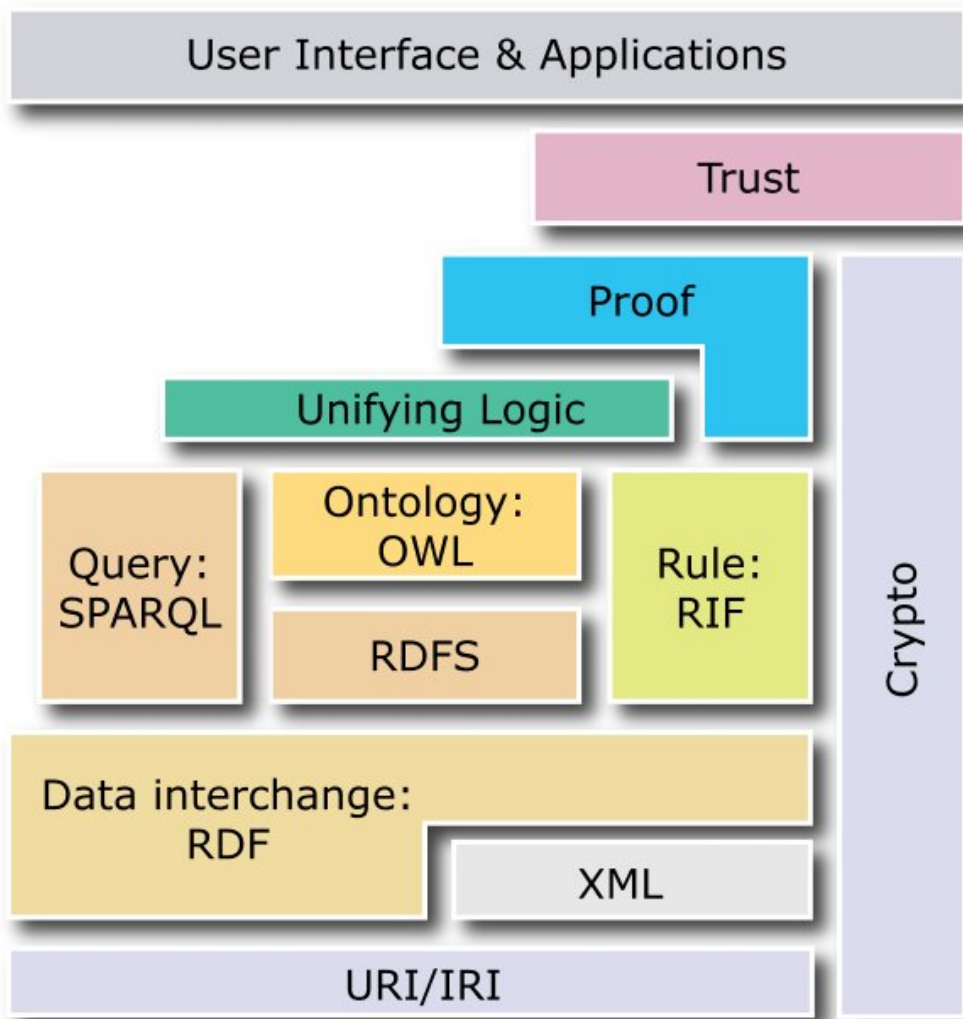 User Interface & Applications
Trust
Proof
Unifying Logic
Query:
SPARQL
Ontology:
OWL
RDFS
Rule:
RIF
Crypto
Data interchange:
RDF
XML
URI/IRI